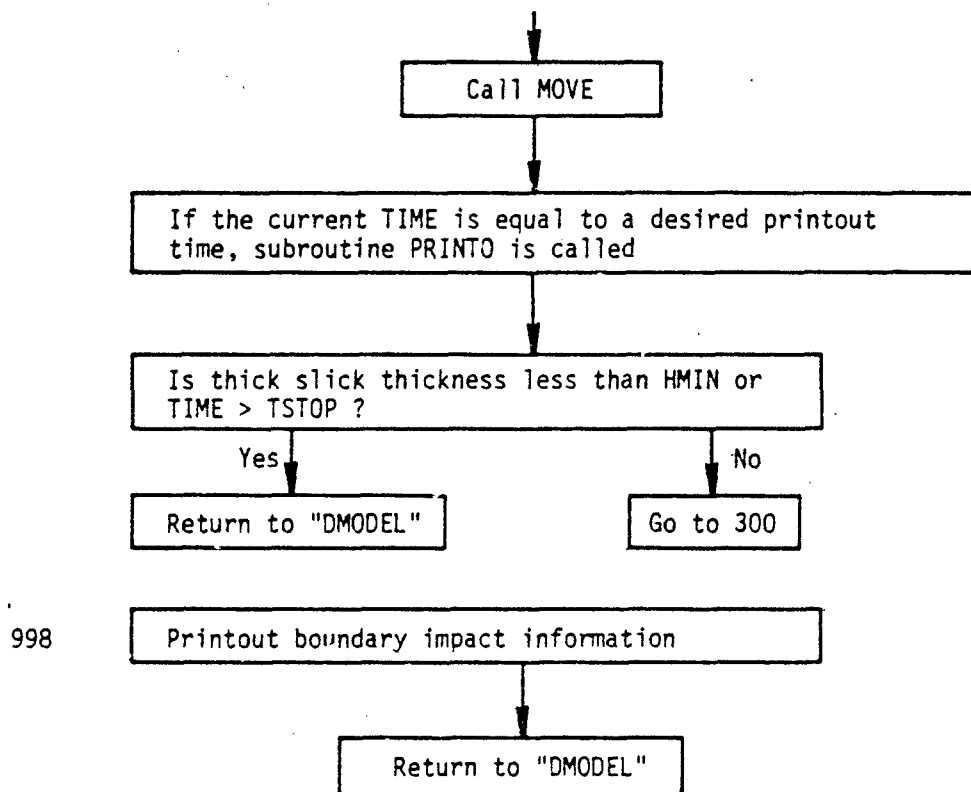 Call MOVE
If the current TIME is equal to a desired printout
time, subroutine PRINTO is called
Is thick slick thickness less than HMIN or
TIME > TSTOP ?
Yes
No
Return to "DMODEL"
Go to 300
998
Printout boundary impact information
Return to "DMODEL"